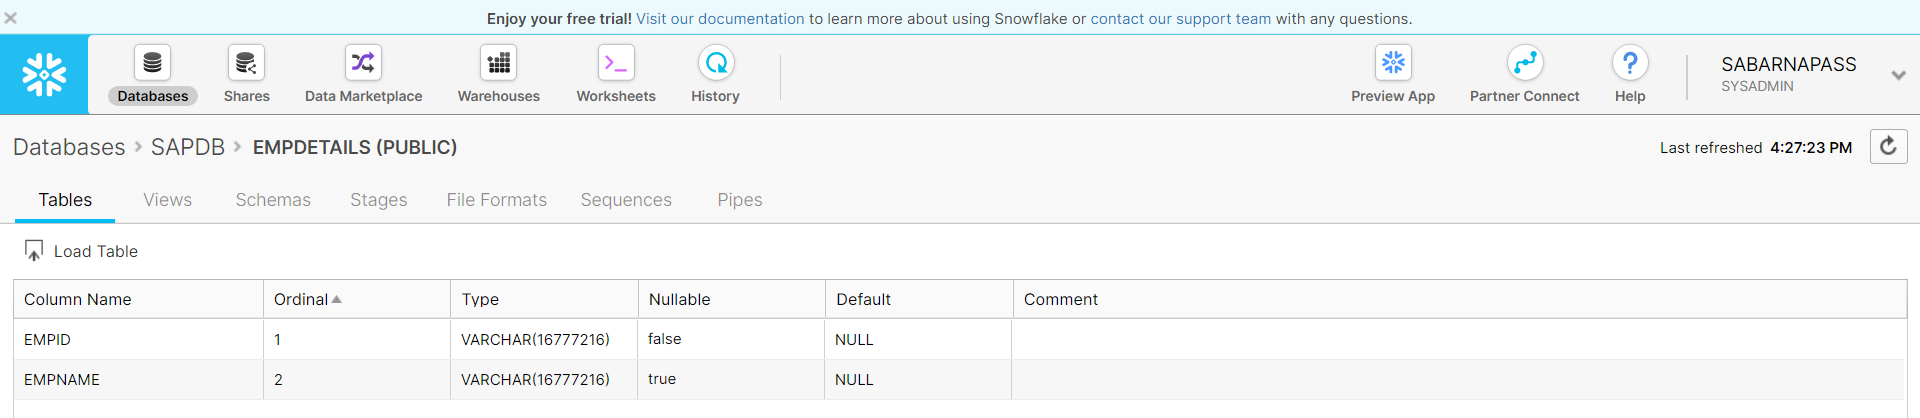 Enjoy your free trial! Visit our documentation to learn more about using Snowflake or contact our support team with any questions.
Databases Shares Data Marketplace Warehouses Worksheets History Preview App Partner Connect Help SABARNAPASS
SYSADMIN
Databases > SAPDB > EMPDETAILS (PUBLIC) Last refreshed 4:27:23 PM
Tables Views Schemas Stages File Formats Sequences Pipes
Load Table
Column Name Ordinal Type Nullable Default Comment
EMPID 1 VARCHAR(16777216) false NULL
EMPNAME 2 VARCHAR(16777216) true NULL